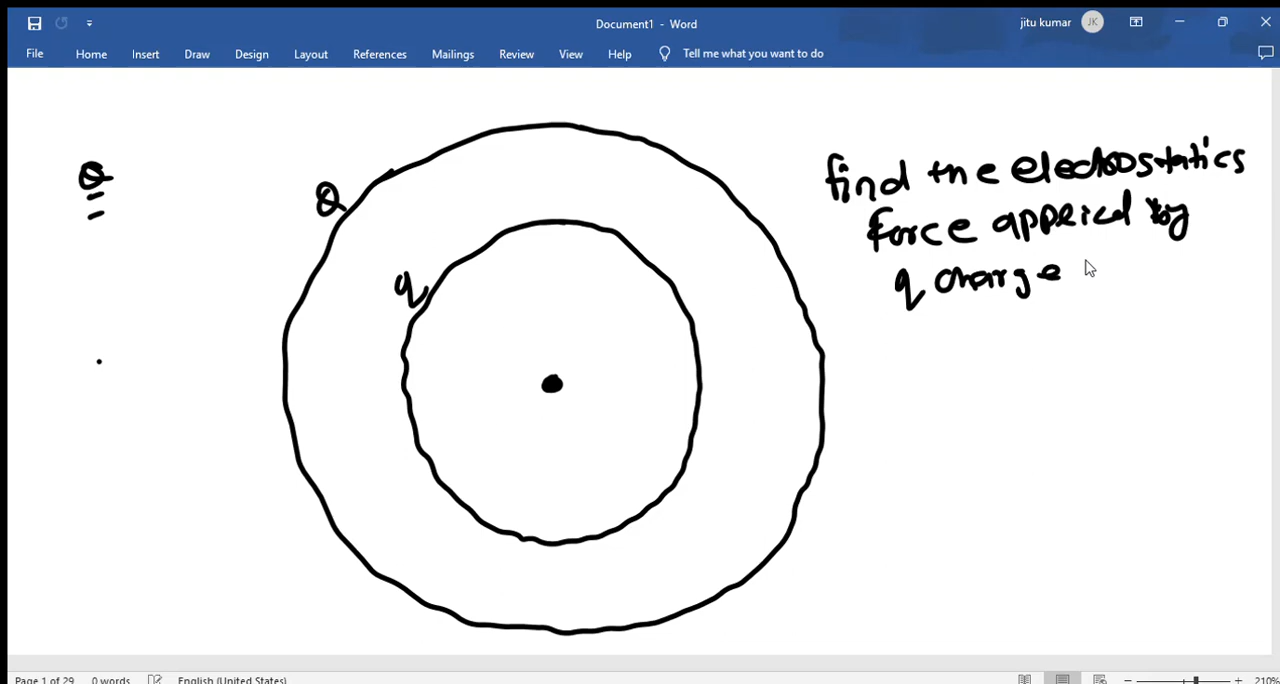 Document1 - Word
jitu kumar
JK
File Home Insert Draw Design Layout References Mailings Review View Help Tell me what you want to do
Q
Q
q
find the electrostatics
force applied by
q charge
Page 1 of 29 0 words English (United States) 210%